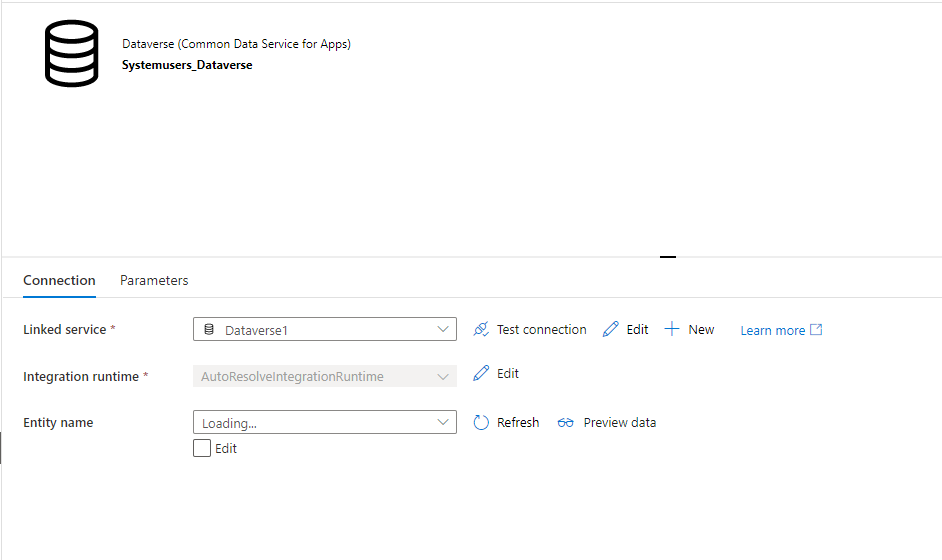 Dataverse (Common Data Service for Apps)
Systemusers_Dataverse
Connection Parameters
Linked service * Dataverse1 Test connection Edit New Learn more
Integration runtime * AutoResolveIntegrationRuntime Edit
Entity name Loading... Refresh Preview data
Edit